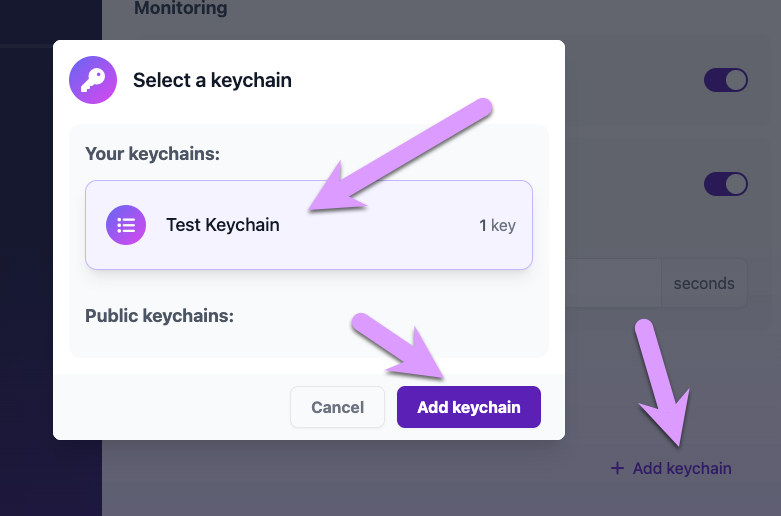 Monitoring
Select a keychain
Your keychains:
Test Keychain
1 key
Public keychains:
seconds
Cancel
Add keychain
+ Add keychain